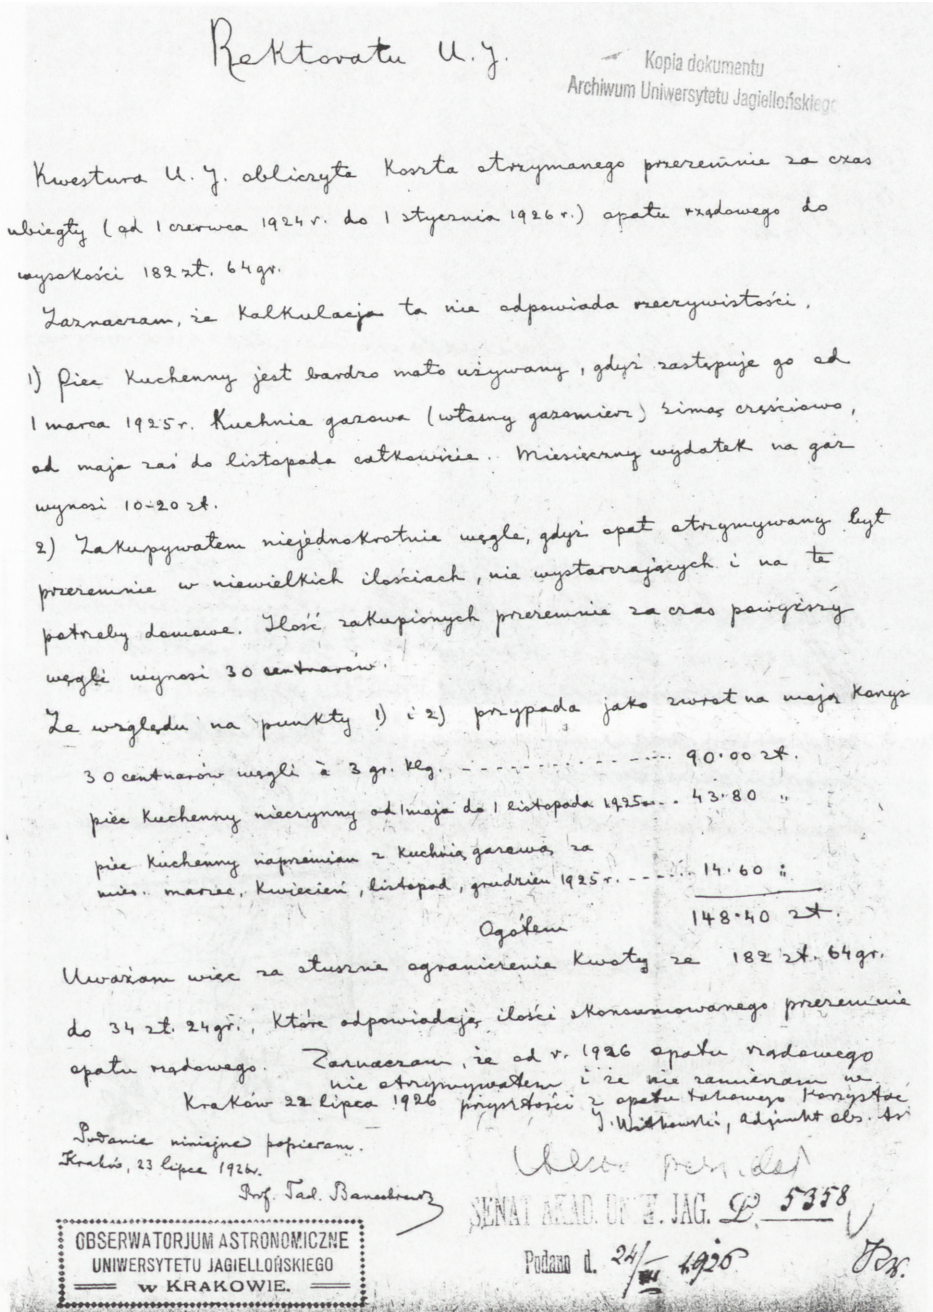 Rektoratu U. J.
Kopia dokumentu
Archiwum Uniwersytetu Jagiellońskiego
Kwestura U. J. obliczyła koszta otrzymanego przezemnie za czas
ubiegły (od 1 czerwca 1924 r. do 1 stycznia 1926 r.) opału rządowego do
wysokości 182 zł. 64 gr.
Zaznaczam, że kalkulacja ta nie odpowiada rzeczywistości.
1) Piec kuchenny jest bardzo mało używany, gdyż zastępuje go od
1 marca 1925 r. kuchnia gazowa (własny gazomierz) zimą częściowo,
od maja zaś do listopada całkowicie. Miesięczny wydatek na gaz
wynosi 10-20 zł.
2) Zakupywałem niejednokrotnie węgle, gdyż opał otrzymywany był
przezemnie w niewielkich ilościach, nie wystarczających i na te
potrzeby domowe. Ilość zakupionych przezemnie za czas powyższy
węgli wynosi 30 centnarów.
Ze względu na punkty 1) i 2) przypada jako zwrot na moją korzyś
30 centnarów węgli à 3 gr. klg. - - - - - - - - - - - - - - - 90.00 zł.
piec kuchenny nieczynny od 1 maja do 1 listopada 1925 r. - - 43.80 "
piec kuchenny naprzemian z kuchnią gazową za
mies. marzec, kwiecień, listopad, grudzień 1925 r. - - - - - - 14.60 "
Ogółem 148.40 zł.
Uważam więc za słuszne ograniczenie kwoty ze 182 zł. 64 gr.
do 34 zł. 24 gr., które odpowiadają ilości skonsumowanego przezemnie
opału rządowego. Zaznaczam, że od r. 1926 opału rządowego
nie otrzymywałem i że nie zamierzam w
Kraków 22 lipca 1926 przyszłości z opału takowego korzystać
J. Witkowski, adjunkt obs. astr
Podanie niniejsze popieram.
Kraków, 23 lipca 1926 r.
Prof. Tad. Banachiewicz
SENAT AKAD. UNIW. JAG. L. 5358
Podano d. 24/VII 1926
OBSERWATORJUM ASTRONOMICZNE
UNIWERSYTETU JAGIELLOŃSKIEGO
w KRAKOWIE.